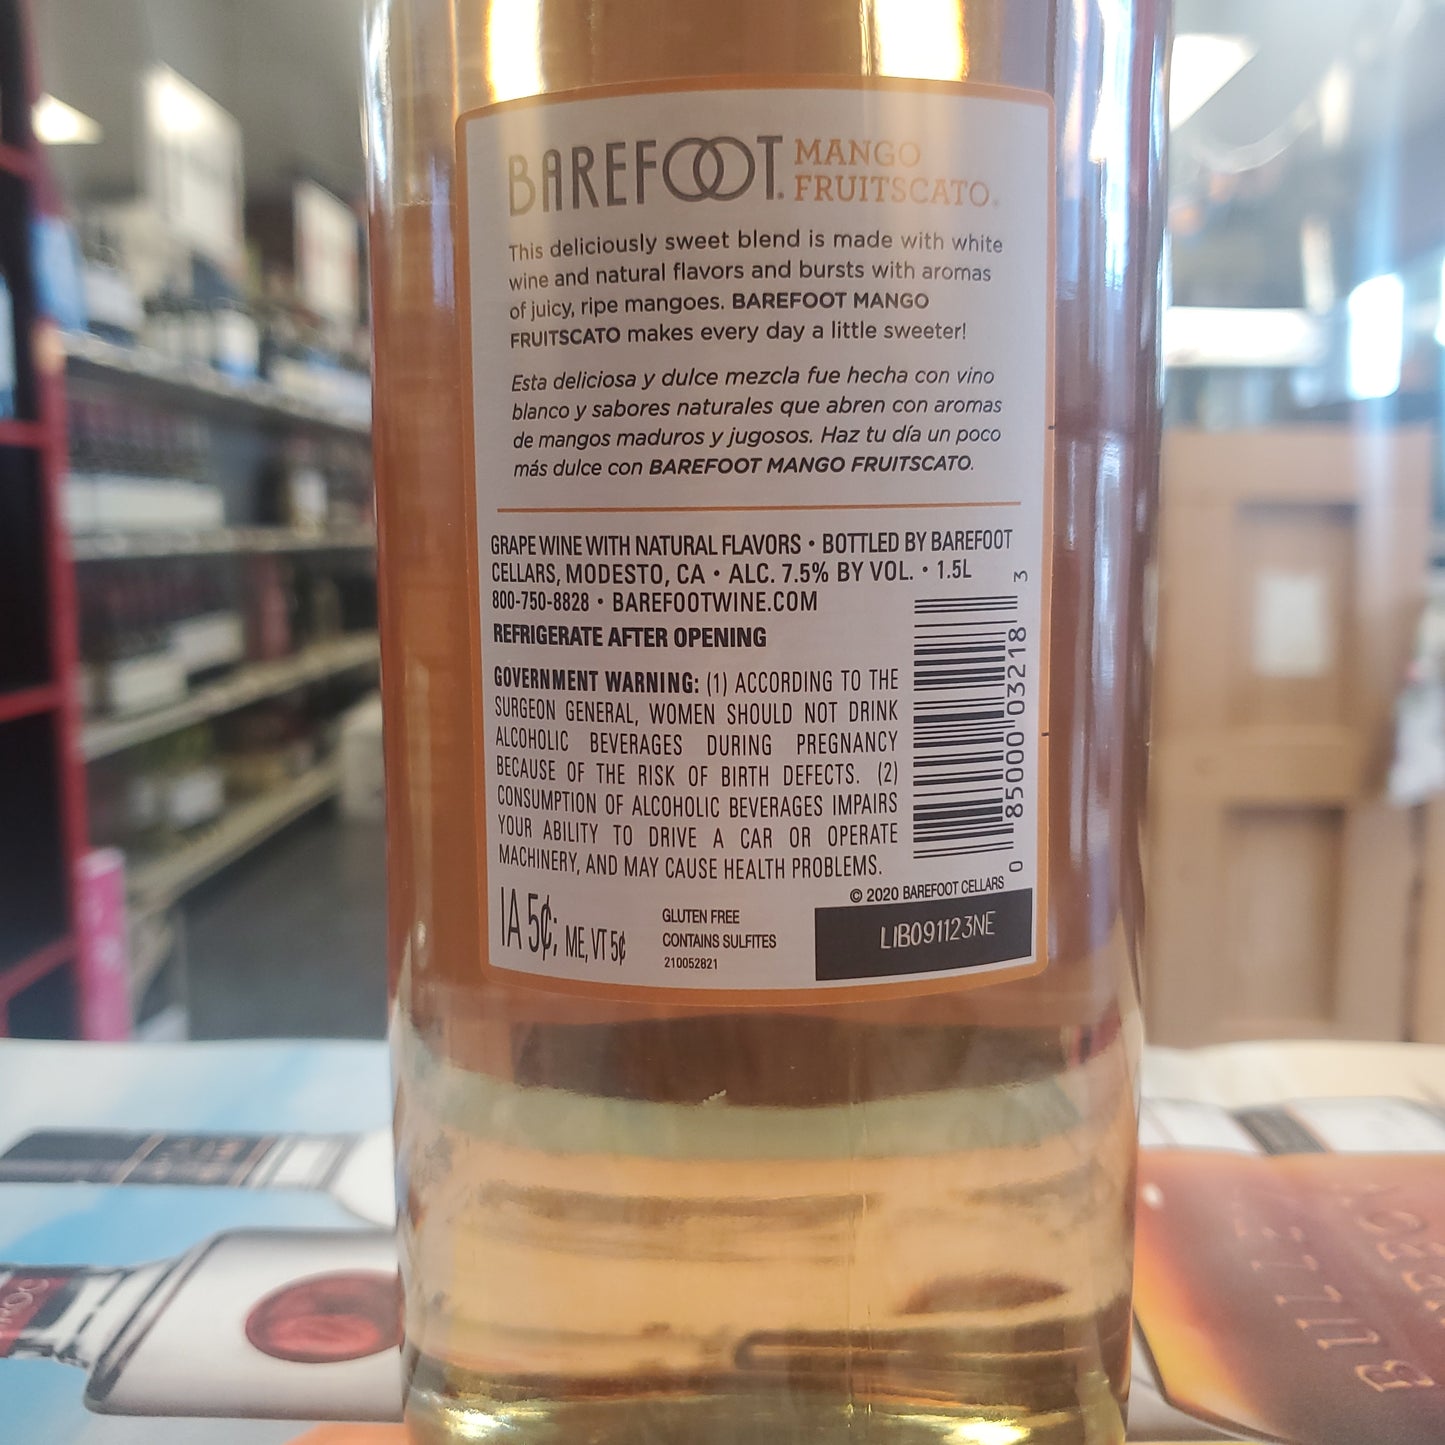 BAREFOOT. MANGO
FRUITSCATO.
This deliciously sweet blend is made with white
wine and natural flavors and bursts with aromas
of juicy, ripe mangoes. BAREFOOT MANGO
FRUITSCATO makes every day a little sweeter!
Esta deliciosa y dulce mezcla fue hecha con vino
blanco y sabores naturales que abren con aromas
de mangos maduros y jugosos. Haz tu día un poco
más dulce con BAREFOOT MANGO FRUITSCATO.
GRAPE WINE WITH NATURAL FLAVORS • BOTTLED BY BAREFOOT
CELLARS, MODESTO, CA • ALC. 7.5% BY VOL. • 1.5L
800-750-8828 • BAREFOOTWINE.COM
REFRIGERATE AFTER OPENING
GOVERNMENT WARNING: (1) ACCORDING TO THE
SURGEON GENERAL, WOMEN SHOULD NOT DRINK
ALCOHOLIC BEVERAGES DURING PREGNANCY
BECAUSE OF THE RISK OF BIRTH DEFECTS. (2)
CONSUMPTION OF ALCOHOLIC BEVERAGES IMPAIRS
YOUR ABILITY TO DRIVE A CAR OR OPERATE
MACHINERY, AND MAY CAUSE HEALTH PROBLEMS.
0 85000 03218 3
© 2020 BAREFOOT CELLARS
IA 5¢; ME, VT 5¢
GLUTEN FREE
CONTAINS SULFITES
210052821
LIB091123NE
BULLE